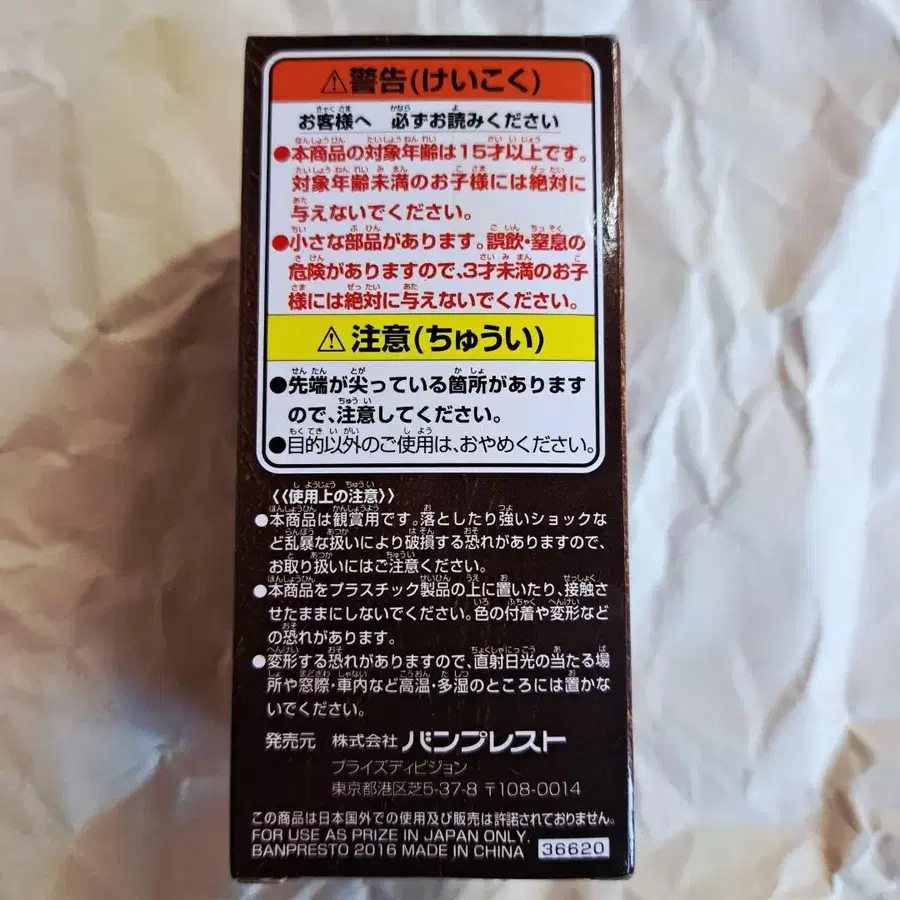 ⚠警告(けいこく)
お客様へ 必ずお読みください
●本商品の対象年齢は15才以上です。
対象年齢未満のお子様には絶対に
与えないでください。
●小さな部品があります。誤飲・窒息の
危険がありますので、3才未満のお子
様には絶対に与えないでください。
⚠注意(ちゅうい)
●先端が尖っている箇所があります
ので、注意してください。
●目的以外のご使用は、おやめください。
《使用上の注意》
●本商品は観賞用です。落としたり強いショックな
ど乱暴な扱いにより破損する恐れがありますので、
お取り扱いにはご注意ください。
●本商品をプラスチック製品の上に置いたり、接触さ
せたままにしないでください。色の付着や変形など
の恐れがあります。
●変形する恐れがありますので、直射日光の当たる場
所や窓際・車内など高温・多湿のところには置かな
いでください。
発売元 株式会社 バンプレスト
プライズディビジョン
東京都港区芝5-37-8 〒108-0014
この商品は日本国外での使用及び販売は許諾されておりません。
FOR USE AS PRIZE IN JAPAN ONLY.
BANPRESTO 2016 MADE IN CHINA 36620